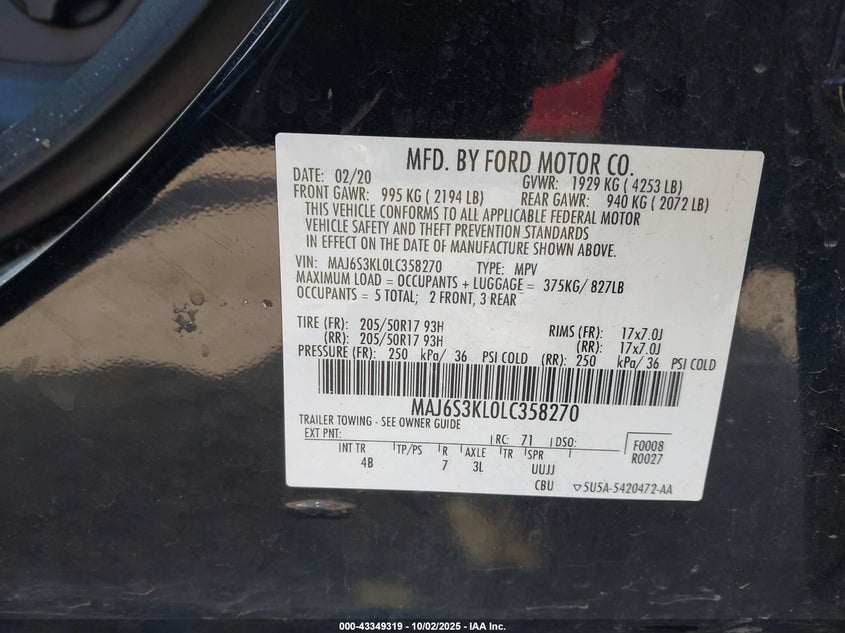 MFD. BY FORD MOTOR CO.
DATE: 02/20 GVWR: 1929 KG ( 4253 LB)
FRONT GAWR: 995 KG ( 2194 LB) REAR GAWR: 940 KG ( 2072 LB)
THIS VEHICLE CONFORMS TO ALL APPLICABLE FEDERAL MOTOR
VEHICLE SAFETY AND THEFT PREVENTION STANDARDS
IN EFFECT ON THE DATE OF MANUFACTURE SHOWN ABOVE.
VIN: MAJ6S3KL0LC358270 TYPE: MPV
MAXIMUM LOAD = OCCUPANTS + LUGGAGE = 375KG/ 827LB
OCCUPANTS = 5 TOTAL; 2 FRONT, 3 REAR
TIRE (FR): 205/50R17 93H RIMS (FR): 17x7.0J
(RR): 205/50R17 93H (RR): 17x7.0J
PRESSURE (FR): 250 kPa/ 36 PSI COLD (RR): 250 kPa/ 36 PSI COLD
MAJ6S3KL0LC358270
TRAILER TOWING - SEE OWNER GUIDE
EXT PNT: RC: 71 DSO: F0008
INT TR TP/PS R AXLE TR SPR R0027
4B 7 3L UUJJ
CBU 5U5A-5420472-AA
000-43349319 - 10/02/2025 - IAA Inc.